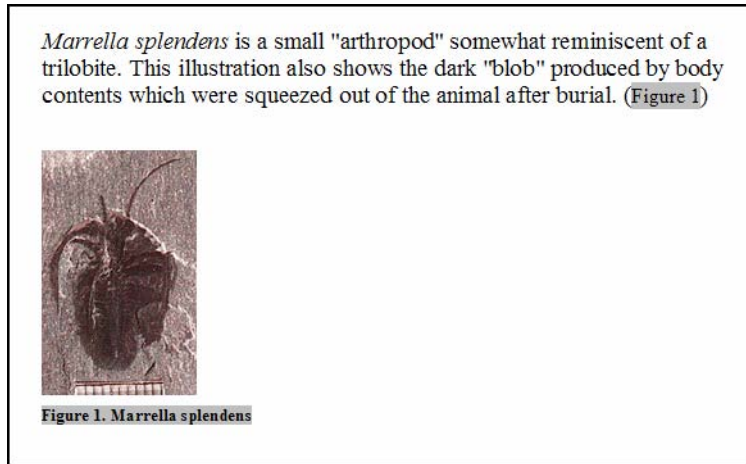 Marrella splendens is a small "arthropod" somewhat reminiscent of a
trilobite. This illustration also shows the dark "blob" produced by body
contents which were squeezed out of the animal after burial. (Figure 1)
Figure 1. Marrella splendens